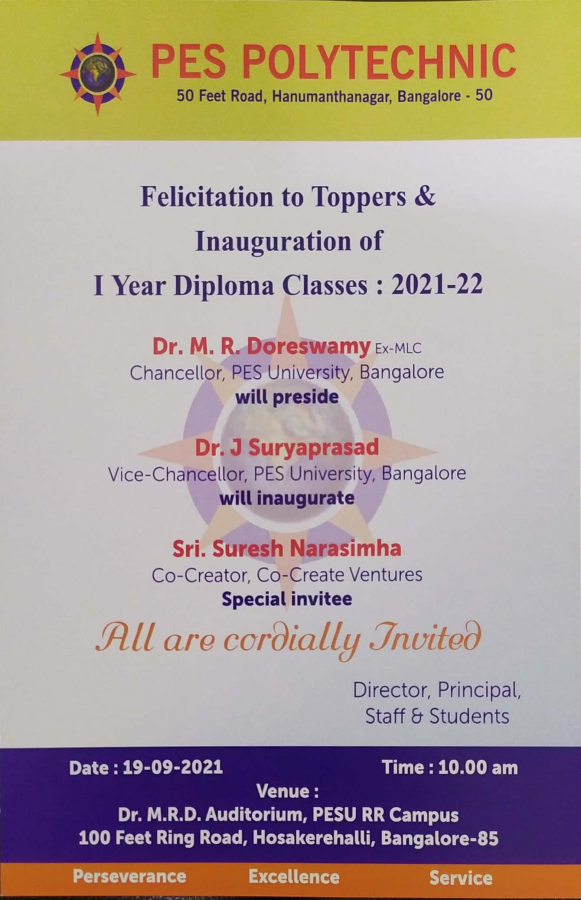 PES POLYTECHNIC
50 Feet Road, Hanumanthanagar, Bangalore - 50
Felicitation to Toppers &
Inauguration of
I Year Diploma Classes : 2021-22
Dr. M. R. Doreswamy Ex-MLC
Chancellor, PES University, Bangalore
will preside
Dr. J Suryaprasad
Vice-Chancellor, PES University, Bangalore
will inaugurate
Sri. Suresh Narasimha
Co-Creator, Co-Create Ventures
Special invitee
All are cordially Invited
Director, Principal,
Staff & Students
Date : 19-09-2021 Time : 10.00 am
Venue :
Dr. M.R.D. Auditorium, PESU RR Campus
100 Feet Ring Road, Hosakerehalli, Bangalore-85
Perseverance Excellence Service